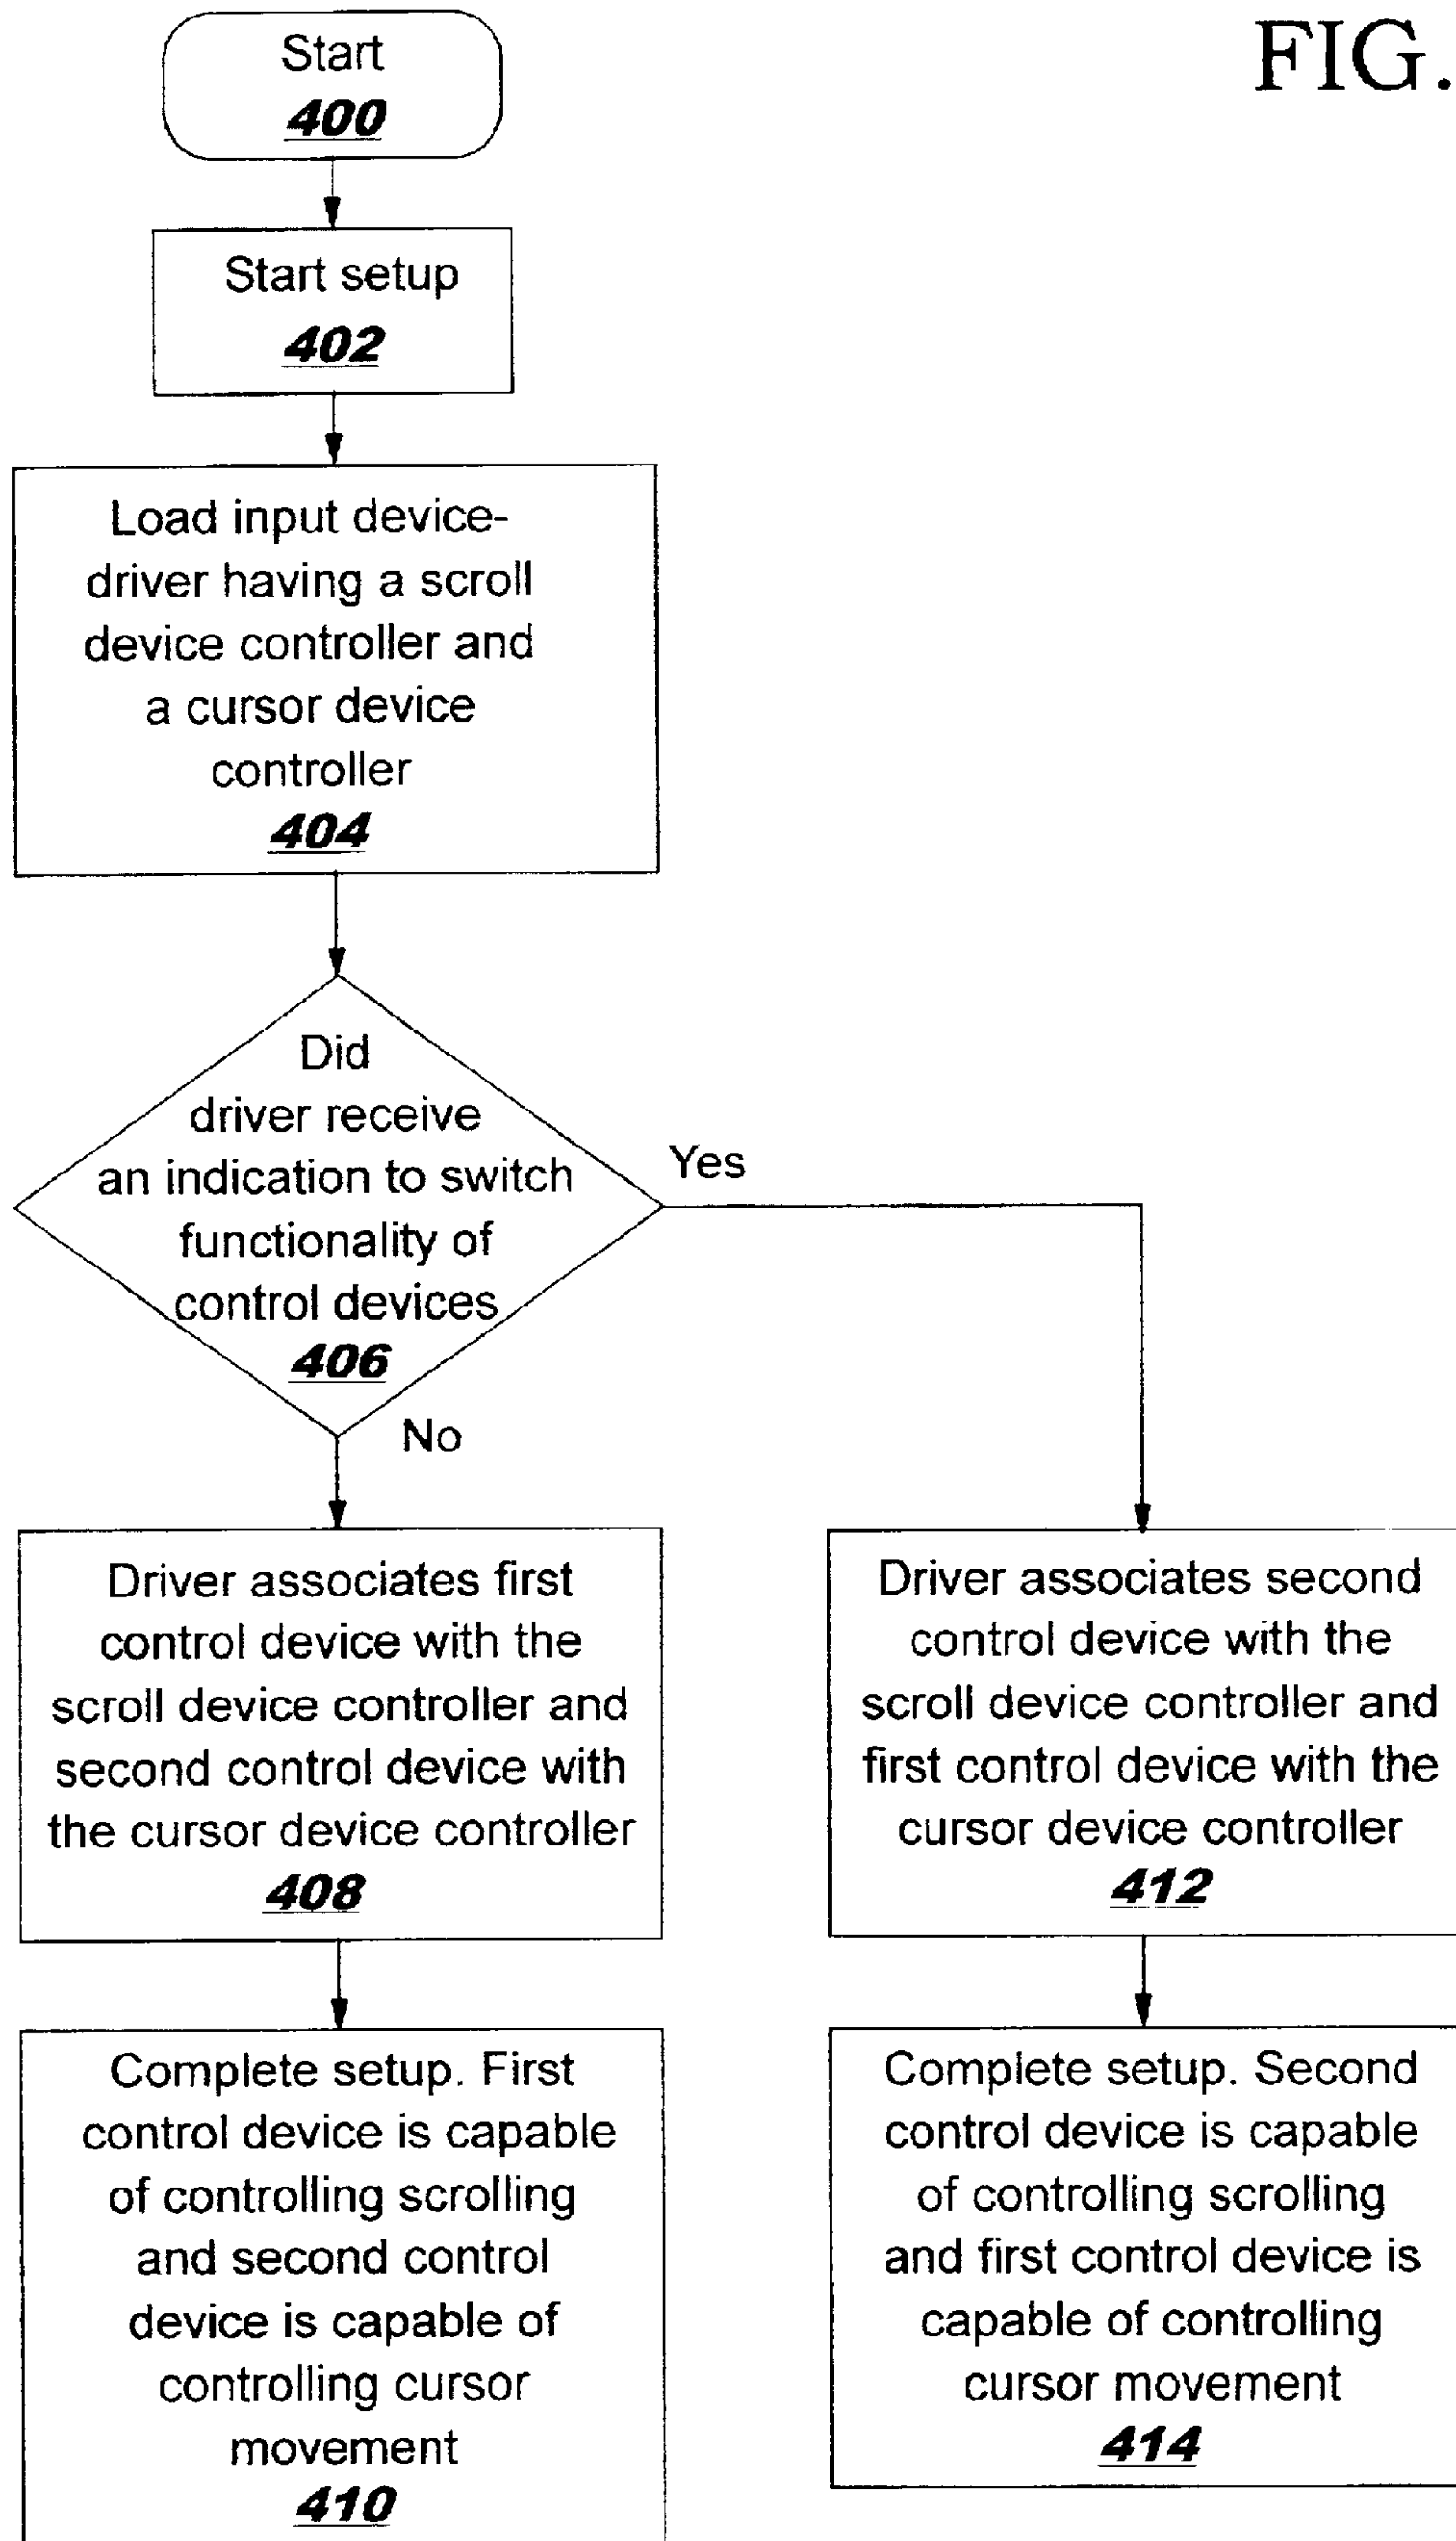 FIG.
Start
400
Start setup
402
Load input device-
driver having a scroll
device controller and
a cursor device
controller
404
Did
driver receive
an indication to switch
functionality of
control devices
406
Yes
No
Driver associates first
control device with the
scroll device controller and
second control device with
the cursor device controller
408
Driver associates second
control device with the
scroll device controller and
first control device with the
cursor device controller
412
Complete setup. First
control device is capable
of controlling scrolling
and second control
device is capable of
controlling cursor
movement
410
Complete setup. Second
control device is capable
of controlling scrolling
and first control device is
capable of controlling
cursor movement
414